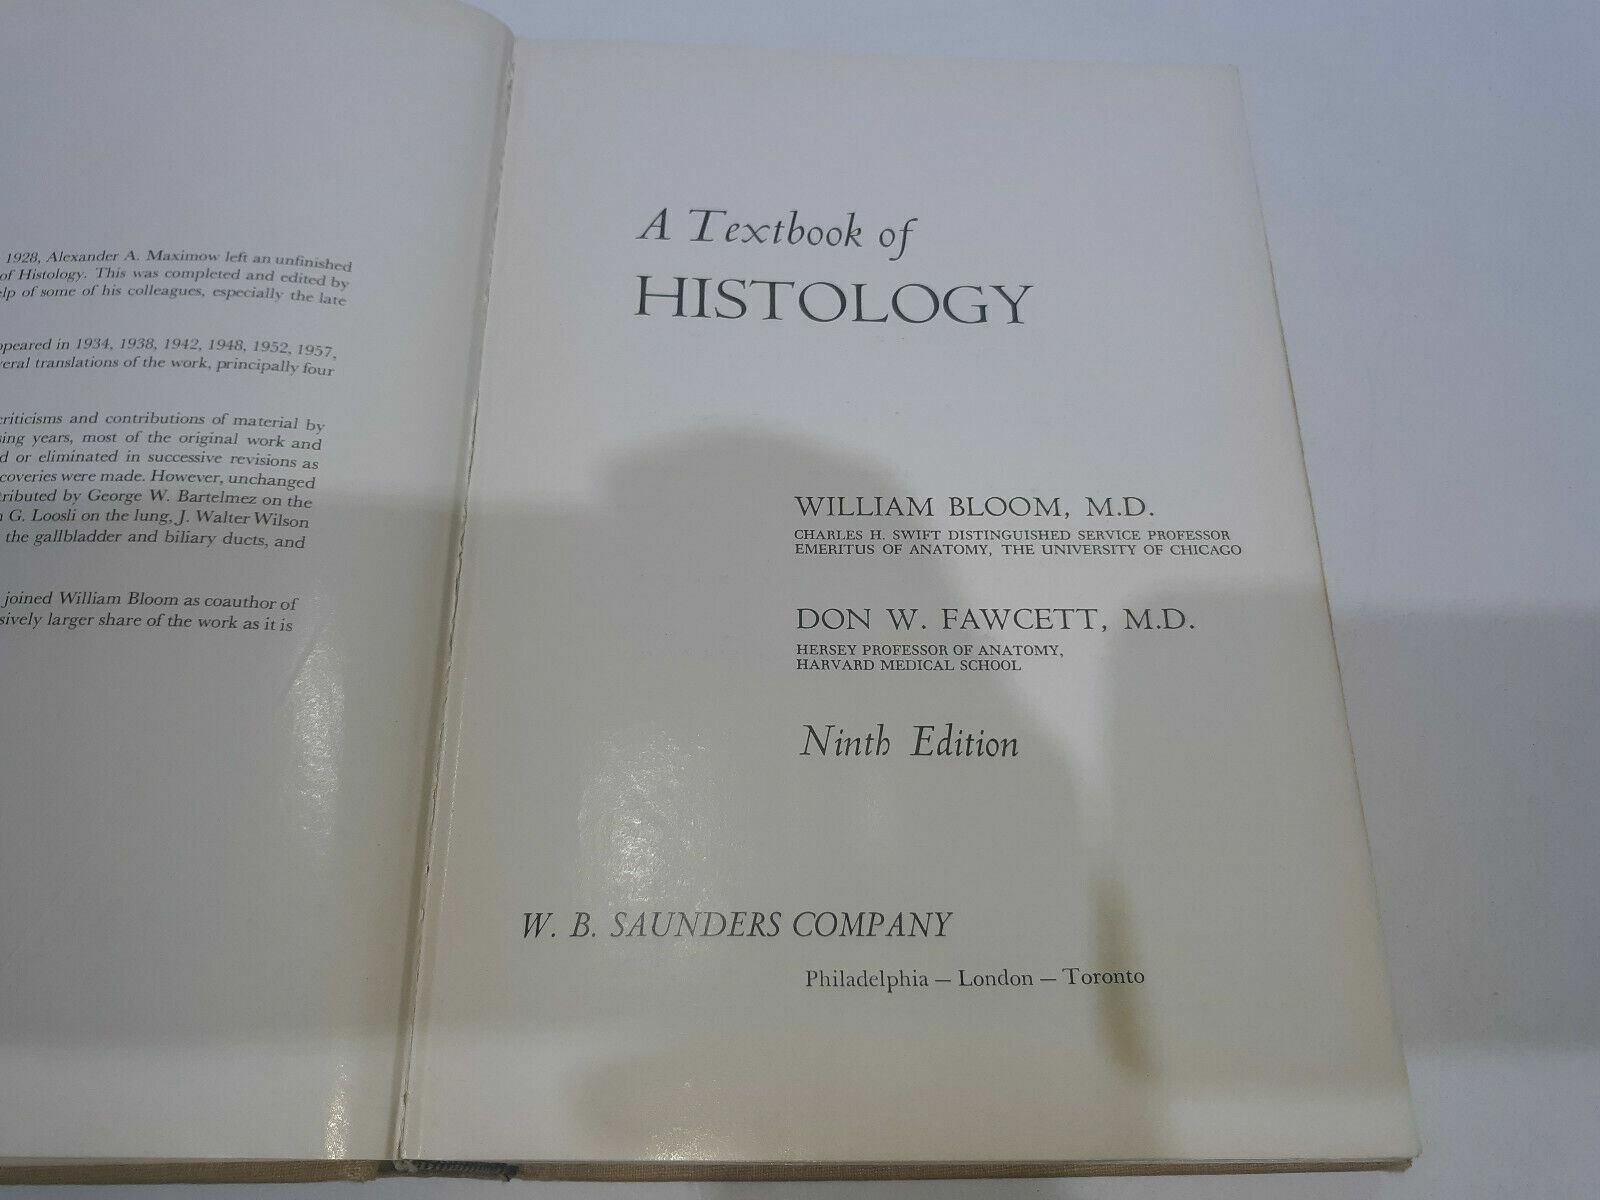 1928, Alexander A. Maximow left an unfinished
of Histology. This was completed and edited by
elp of some of his colleagues, especially the late
ppeared in 1934, 1938, 1942, 1948, 1952, 1957,
veral translations of the work, principally four
criticisms and contributions of material by
sing years, most of the original work and
d or eliminated in successive revisions as
coveries were made. However, unchanged
tributed by George W. Bartelmez on the
G. Loosli on the lung, J. Walter Wilson
the gallbladder and biliary ducts, and
joined William Bloom as coauthor of
sively larger share of the work as it is
A Textbook of
HISTOLOGY
WILLIAM BLOOM, M.D.
CHARLES H. SWIFT DISTINGUISHED SERVICE PROFESSOR
EMERITUS OF ANATOMY, THE UNIVERSITY OF CHICAGO
DON W. FAWCETT, M.D.
HERSEY PROFESSOR OF ANATOMY,
HARVARD MEDICAL SCHOOL
Ninth Edition
W. B. SAUNDERS COMPANY
Philadelphia — London — Toronto